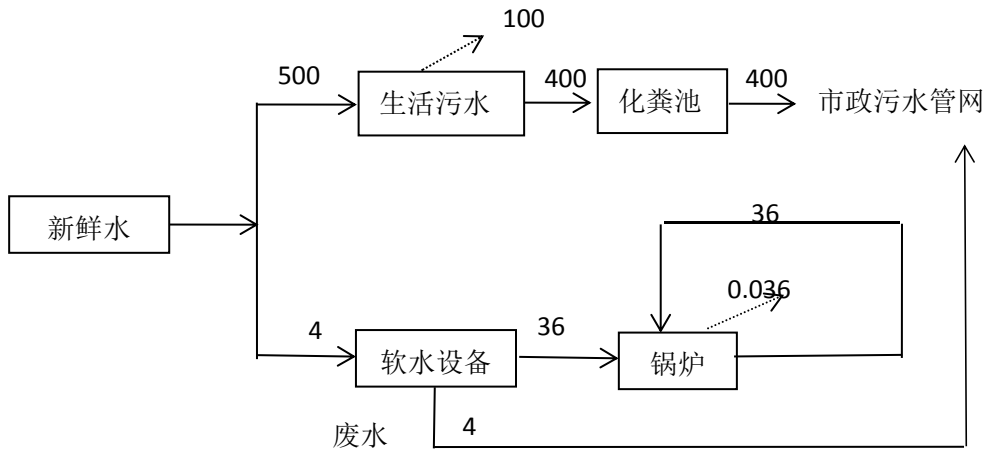 100
500
生活污水
400
化粪池
400
市政污水管网
新鲜水
36
0.036
4
软水设备
36
锅炉
废水
4